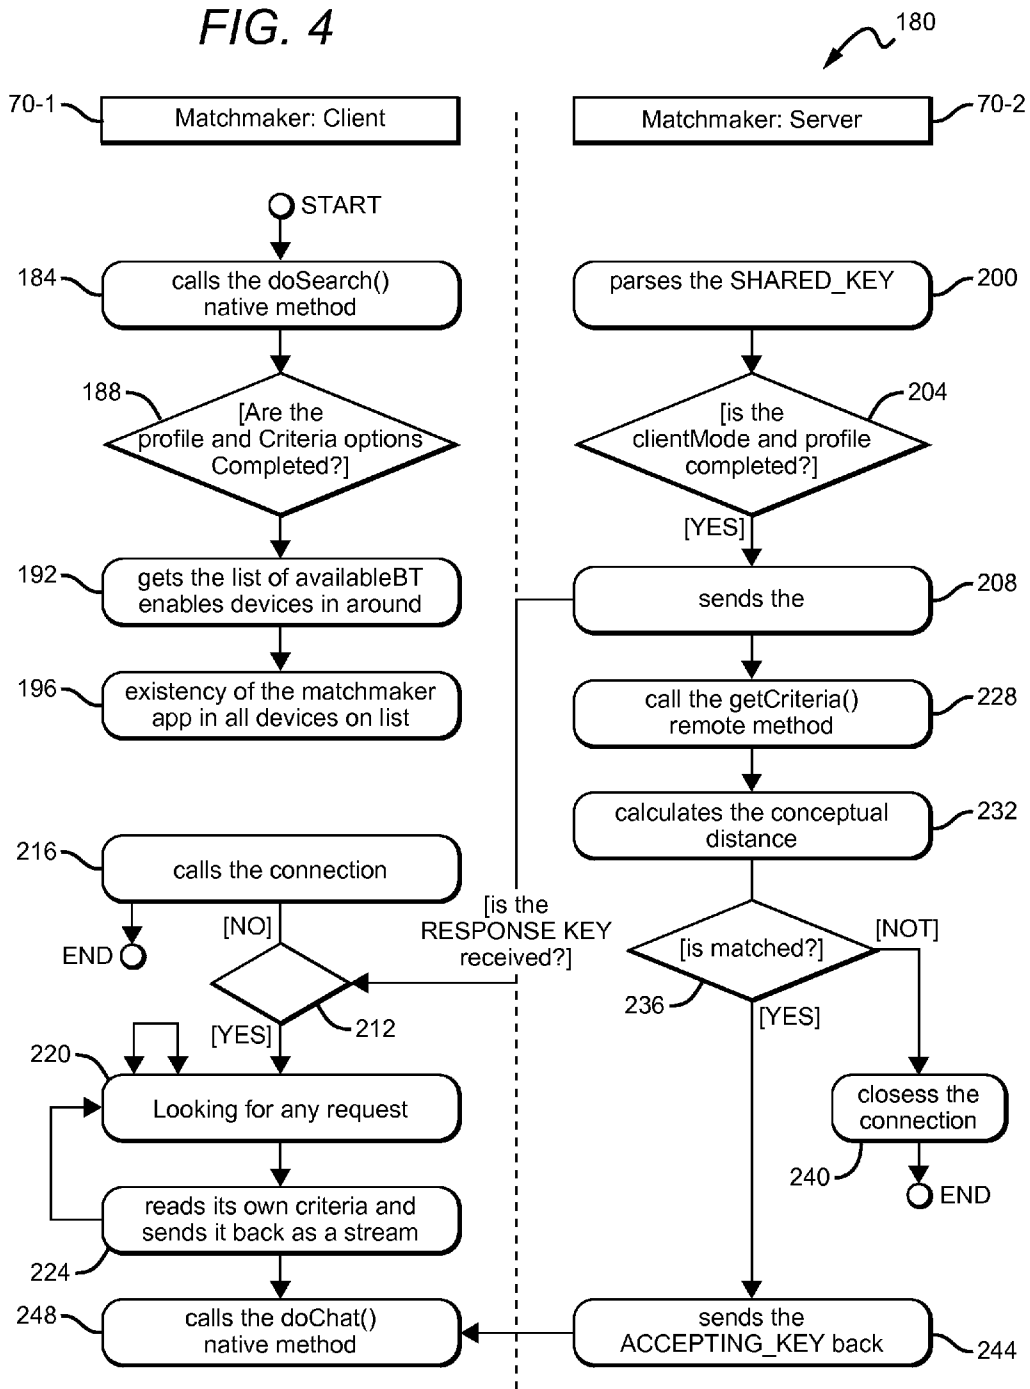 FIG. 4
180
70-1
Matchmaker: Client
Matchmaker: Server
70-2
START
184
calls the doSearch()
native method
parses the SHARED_KEY
200
188
[Are the
profile and Criteria options
Completed?]
204
[is the
clientMode and profile
completed?]
[YES]
192
gets the list of availableBT
enables devices in around
sends the
208
196
existency of the matchmaker
app in all devices on list
call the getCriteria()
remote method
228
calculates the conceptual
distance
232
216
calls the connection
[NO]
END
[is the
RESPONSE KEY
received?]
[is matched?]
[NOT]
236
[YES]
212
[YES]
220
Looking for any request
closess the
connection
240
END
reads its own criteria and
sends it back as a stream
224
248
calls the doChat()
native method
sends the
ACCEPTING_KEY back
244